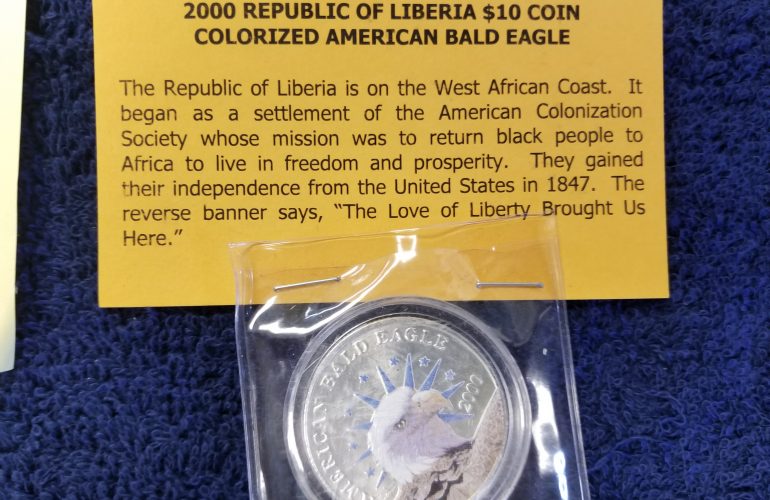 2000 REPUBLIC OF LIBERIA $10 COIN
COLORIZED AMERICAN BALD EAGLE
The Republic of Liberia is on the West African Coast. It
began as a settlement of the American Colonization
Society whose mission was to return black people to
Africa to live in freedom and prosperity. They gained
their independence from the United States in 1847. The
reverse banner says, “The Love of Liberty Brought Us
Here.”
AMERICAN BALD EAGLE
2000